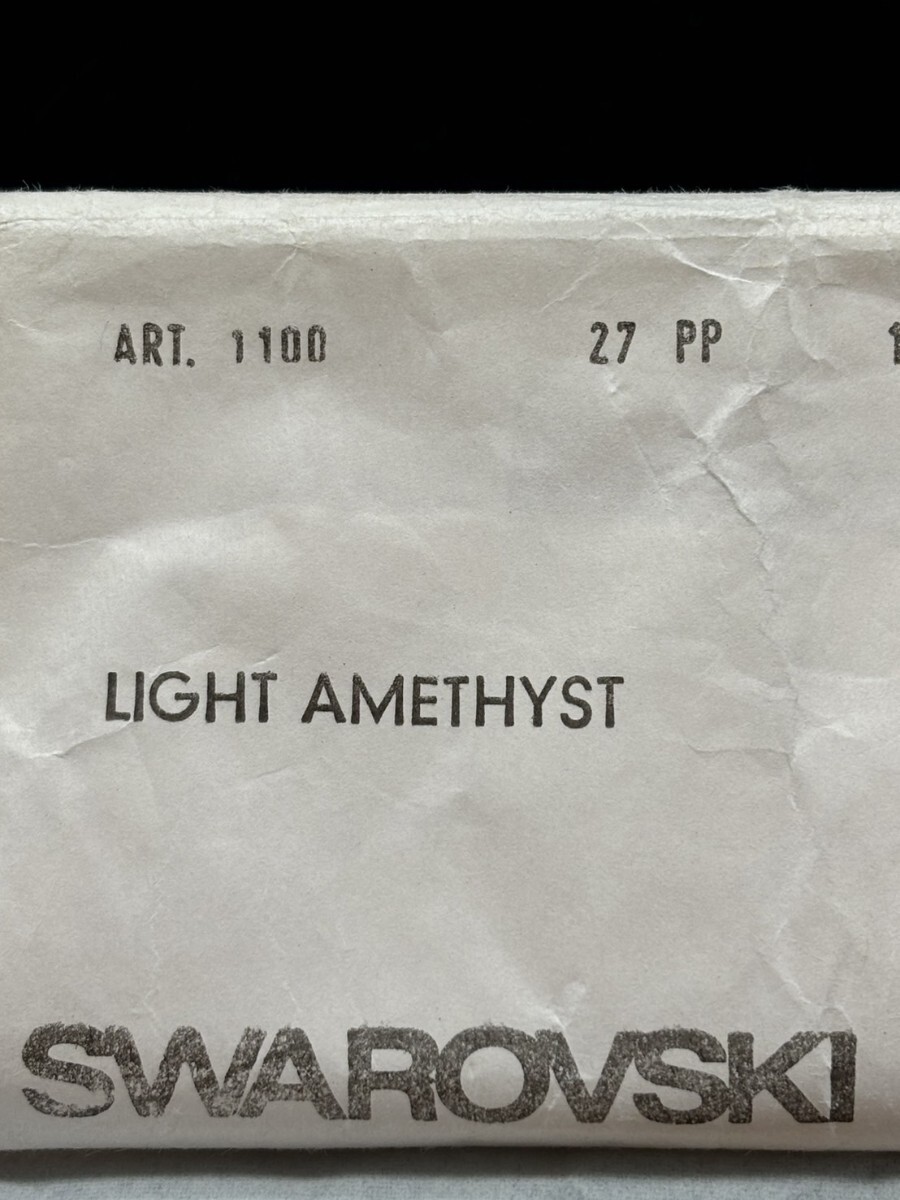 ART. 1100 27 PP
LIGHT AMETHYST
SWAROVSKI